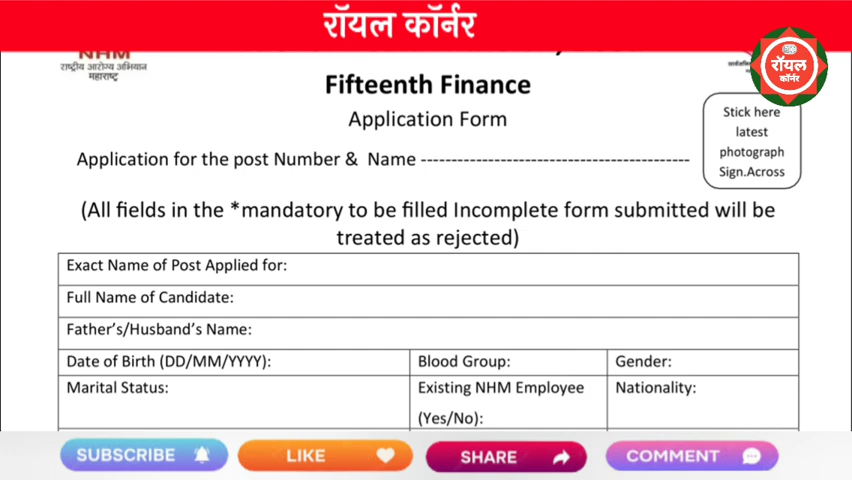 रॉयल कॉर्नर
NHM
राष्ट्रीय आरोग्य अभियान
महाराष्ट्र
रॉयल
कॉर्नर
Fifteenth Finance
Application Form
Stick here
latest
photograph
Sign.Across
Application for the post Number & Name ---------------------------------------------
(All fields in the *mandatory to be filled Incomplete form submitted will be
treated as rejected)
Exact Name of Post Applied for:
Full Name of Candidate:
Father's/Husband's Name:
Date of Birth (DD/MM/YYYY): Blood Group: Gender:
Marital Status: Existing NHM Employee Nationality:
(Yes/No):
SUBSCRIBE LIKE SHARE COMMENT